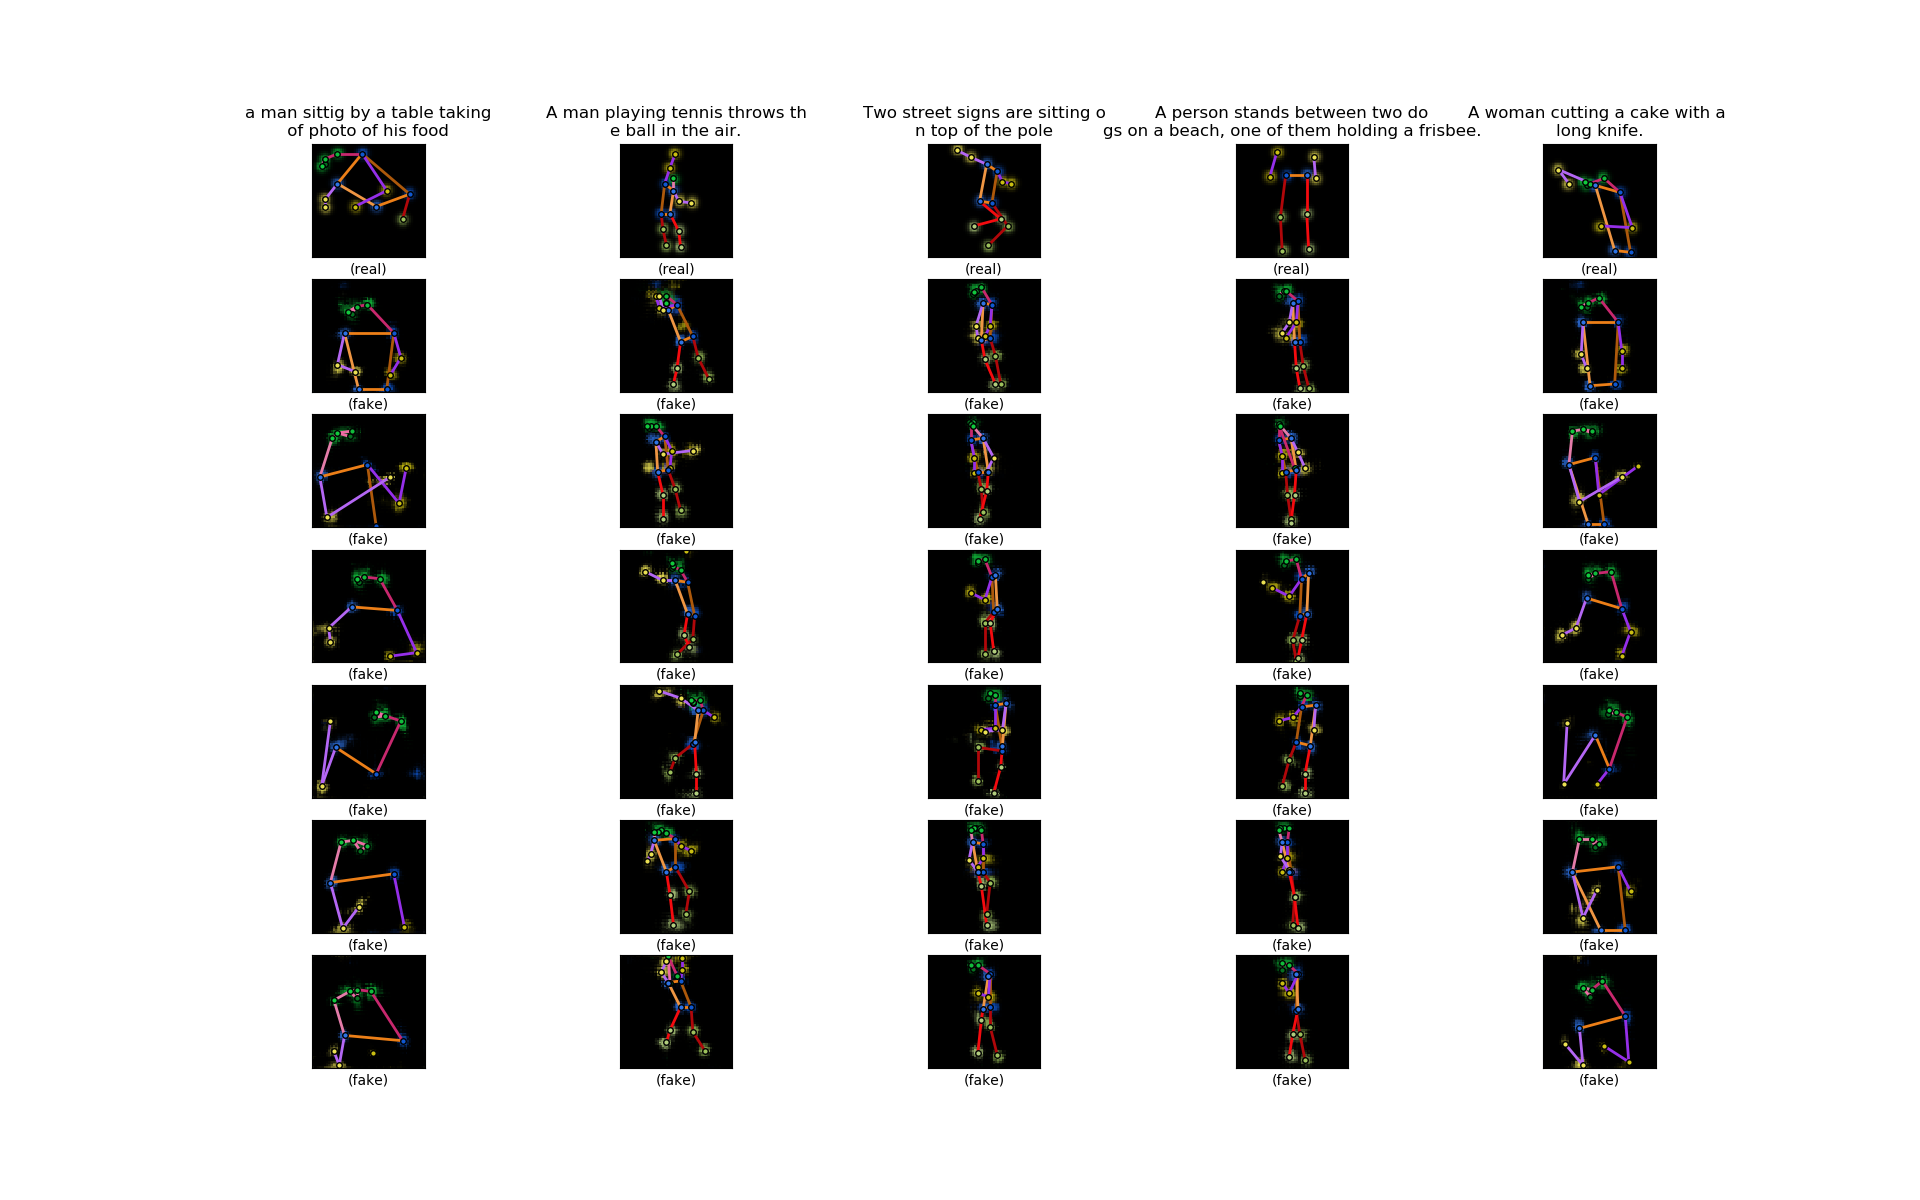 a man sittig by a table taking
of photo of his food
A man playing tennis throws th
e ball in the air.
Two street signs are sitting o
n top of the pole
A person stands between two do
gs on a beach, one of them holding a frisbee.
A woman cutting a cake with a
long knife.
(real) (real) (real) (real) (real)
(fake) (fake) (fake) (fake) (fake)
(fake) (fake) (fake) (fake) (fake)
(fake) (fake) (fake) (fake) (fake)
(fake) (fake) (fake) (fake) (fake)
(fake) (fake) (fake) (fake) (fake)
(fake) (fake) (fake) (fake) (fake)